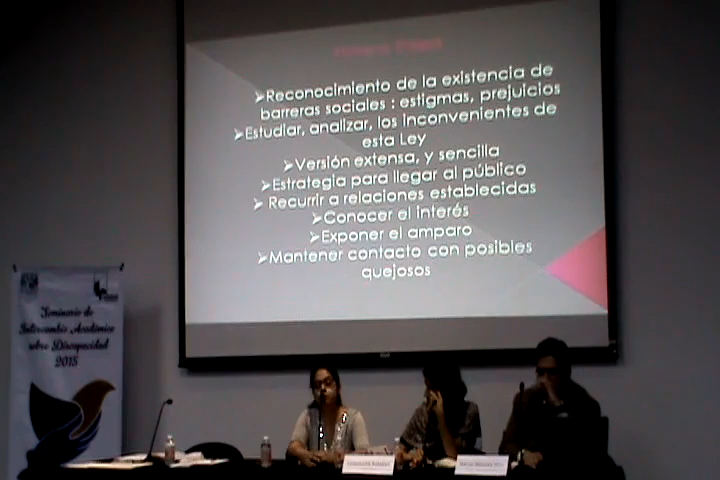 ➢Reconocimiento de la existencia de
barreras sociales : estigmas, prejuicios
➢Estudiar, analizar, los inconvenientes de
esta Ley
➢Versión extensa, y sencilla
➢Estrategia para llegar al público
➢ Recurrir a relaciones establecidas
➢Conocer el interés
➢Exponer el amparo
➢Mantener contacto con posibles
quejosos
Seminario de
Intercambio Académico
sobre Discapacidad
2015